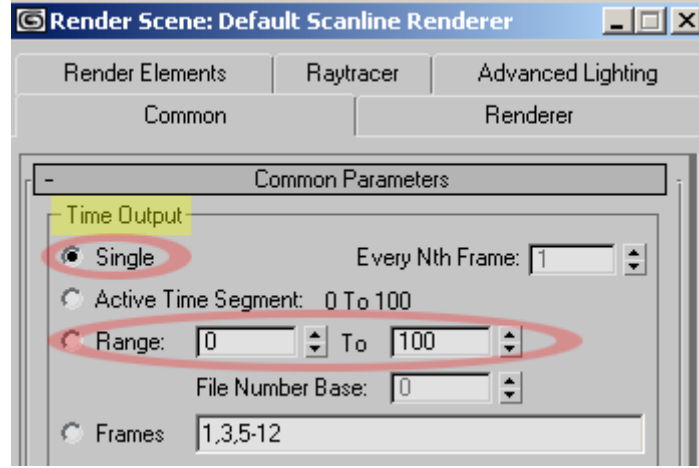 Render Scene: Default Scanline Renderer
Render Elements Raytracer Advanced Lighting
Common Renderer
- Common Parameters
Time Output
Single Every Nth Frame: 1
Active Time Segment: 0 To 100
Range: 0 To 100
File Number Base: 0
Frames 1,3,5-12